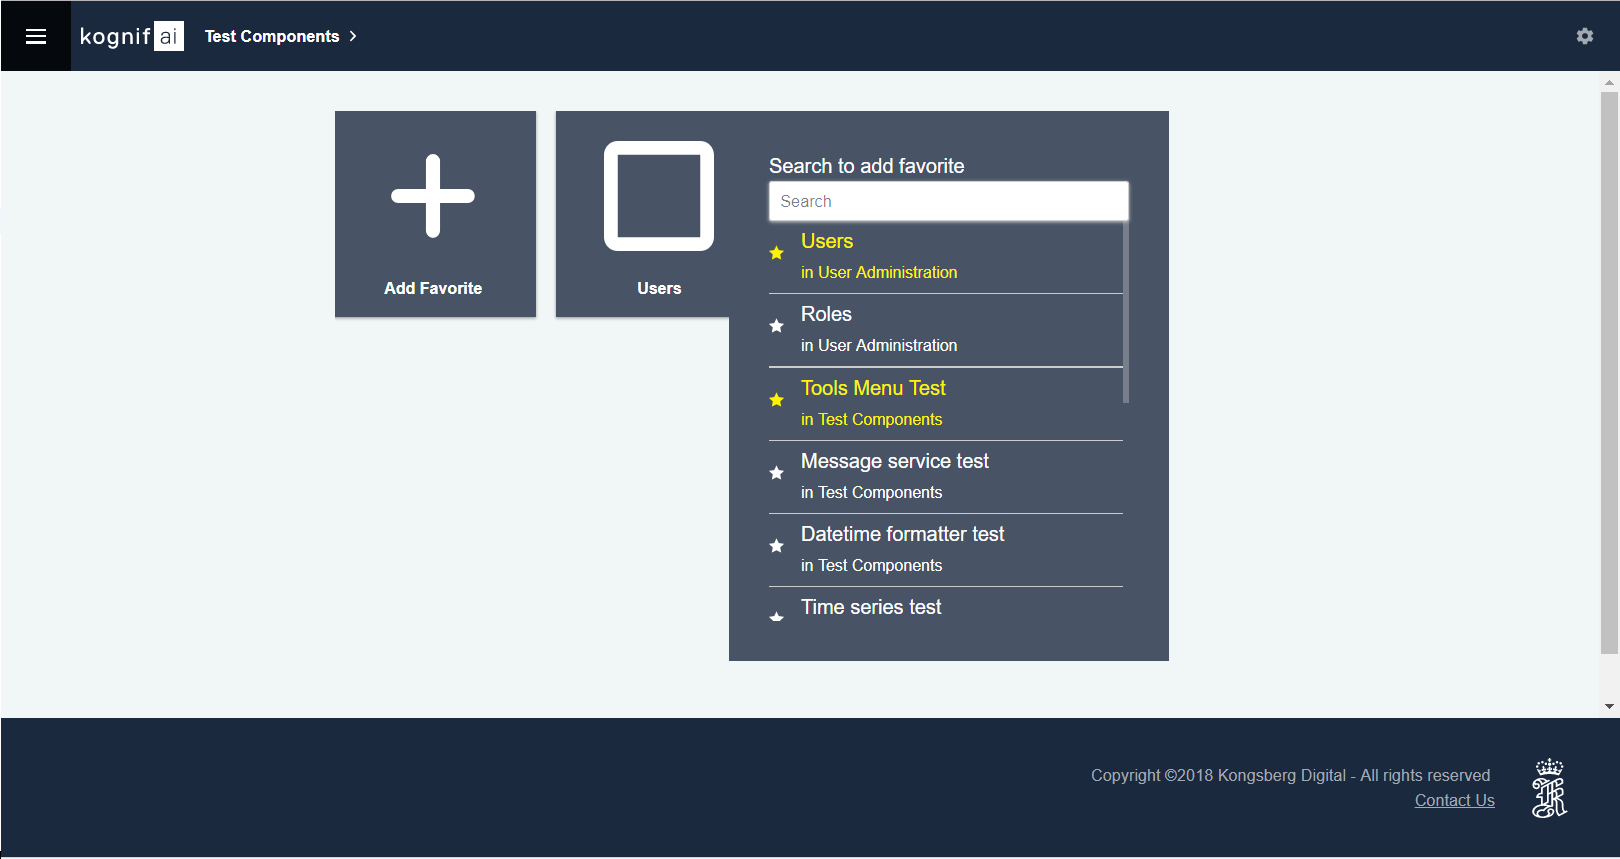 kognifai Test Components
Add Favorite
Users
Search to add favorite
Search
Users
in User Administration
Roles
in User Administration
Tools Menu Test
in Test Components
Message service test
in Test Components
Datetime formatter test
in Test Components
Time series test
Copyright ©2018 Kongsberg Digital - All rights reserved
Contact Us